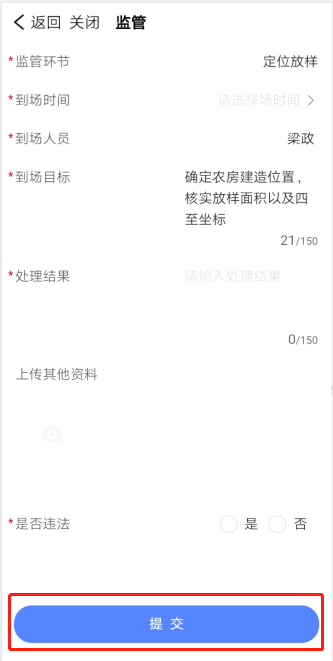 返回 关闭 监管
*监管环节 定位放样
*到场时间 请选择场时间
*到场人员 梁政
*到场目标 确定农房建造位置，
核实放样面积以及四
至坐标
21/150
*处理结果 请输入处理结果
0/150
上传其他资料
*是否违法 是 否
提交